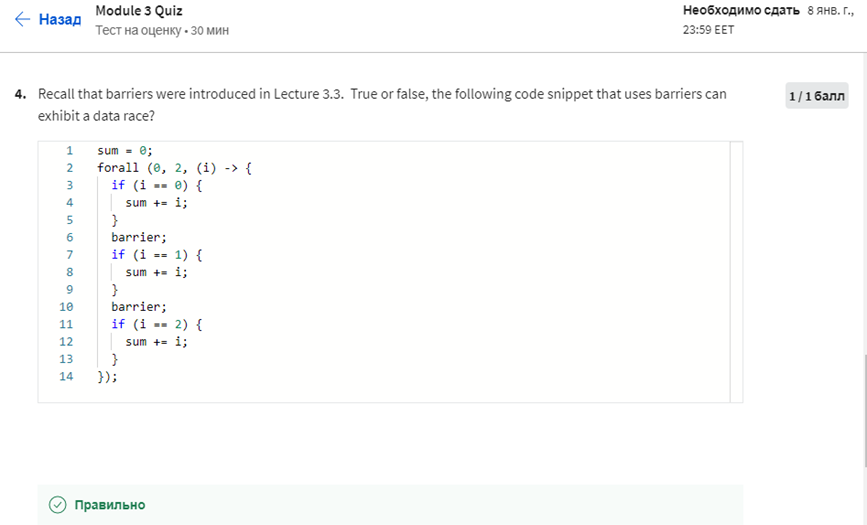 ← Назад
Module 3 Quiz
Тест на оценку • 30 мин
Необходимо сдать 8 янв. г.,
23:59 EET
4. Recall that barriers were introduced in Lecture 3.3. True or false, the following code snippet that uses barriers can
exhibit a data race?
1 / 1 балл
1 sum = 0;
2 forall (0, 2, (i) -> {
3   if (i == 0) {
4     sum += i;
5   }
6   barrier;
7   if (i == 1) {
8     sum += i;
9   }
10   barrier;
11   if (i == 2) {
12     sum += i;
13   }
14 });
Правильно